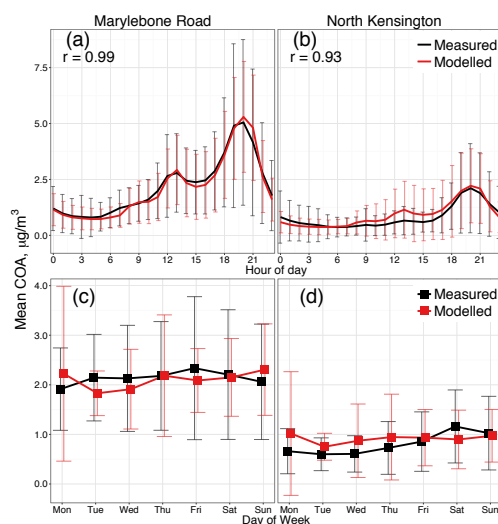 Marylebone Road North Kensington
(a) (b) Measured
r = 0.99 r = 0.93 Modelled
7.5
5.0
2.5
0.0
0 3 6 9 12 15 18 21 0 3 6 9 12 15 18 21
Hour of day
Mean COA, μg/m³
(c) (d) Measured
Modelled
4.0
3.0
2.0
1.0
0.0
Mon Tue Wed Thu Fri Sat Sun Mon Tue Wed Thu Fri Sat Sun
Day of Week